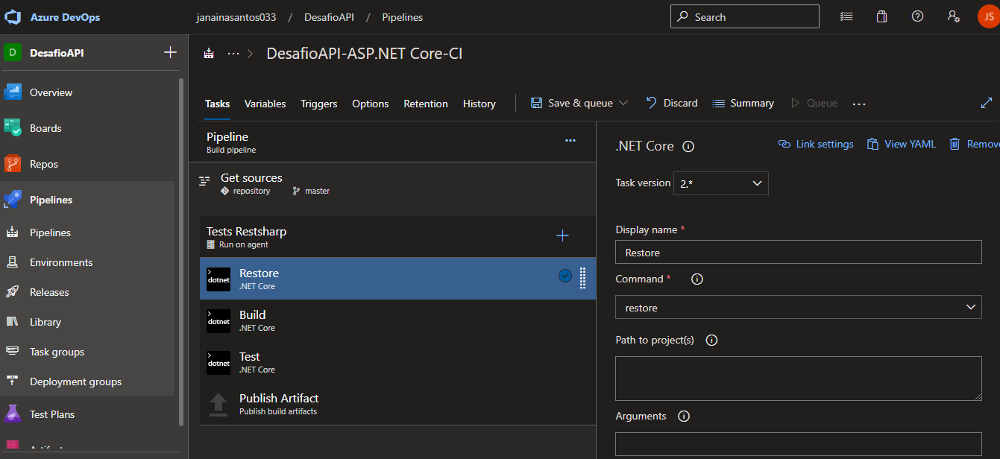 Azure DevOps
janainasantos033 / DesafioAPI / Pipelines
Search
JS
D DesafioAPI
DesafioAPI-ASP.NET Core-CI
Overview
Boards
Repos
Pipelines
Pipelines
Environments
Releases
Library
Task groups
Deployment groups
Test Plans
Tasks Variables Triggers Options Retention History
Save & queue Discard Summary Queue
Pipeline
Build pipeline
Get sources
repository master
Tests Restsharp
Run on agent
dotnet
Restore
.NET Core
dotnet
Build
.NET Core
dotnet
Test
.NET Core
Publish Artifact
Publish build artifacts
.NET Core
Link settings View YAML Remove
Task version 2.*
Display name *
Restore
Command *
restore
Path to project(s)
Arguments